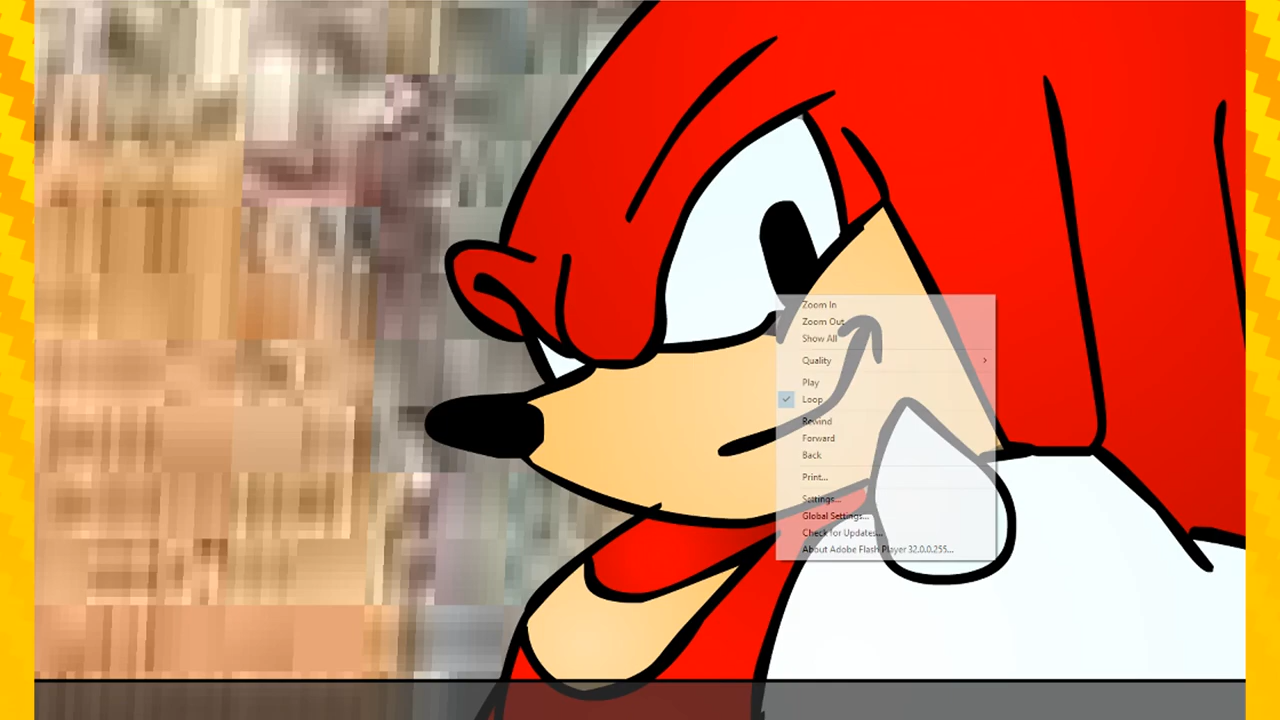 Zoom In
Zoom Out
Show All
Quality
Play
Loop
Rewind
Forward
Back
Print...
Settings...
Global Settings...
Check for Updates...
About Adobe Flash Player 32.0.0.255...